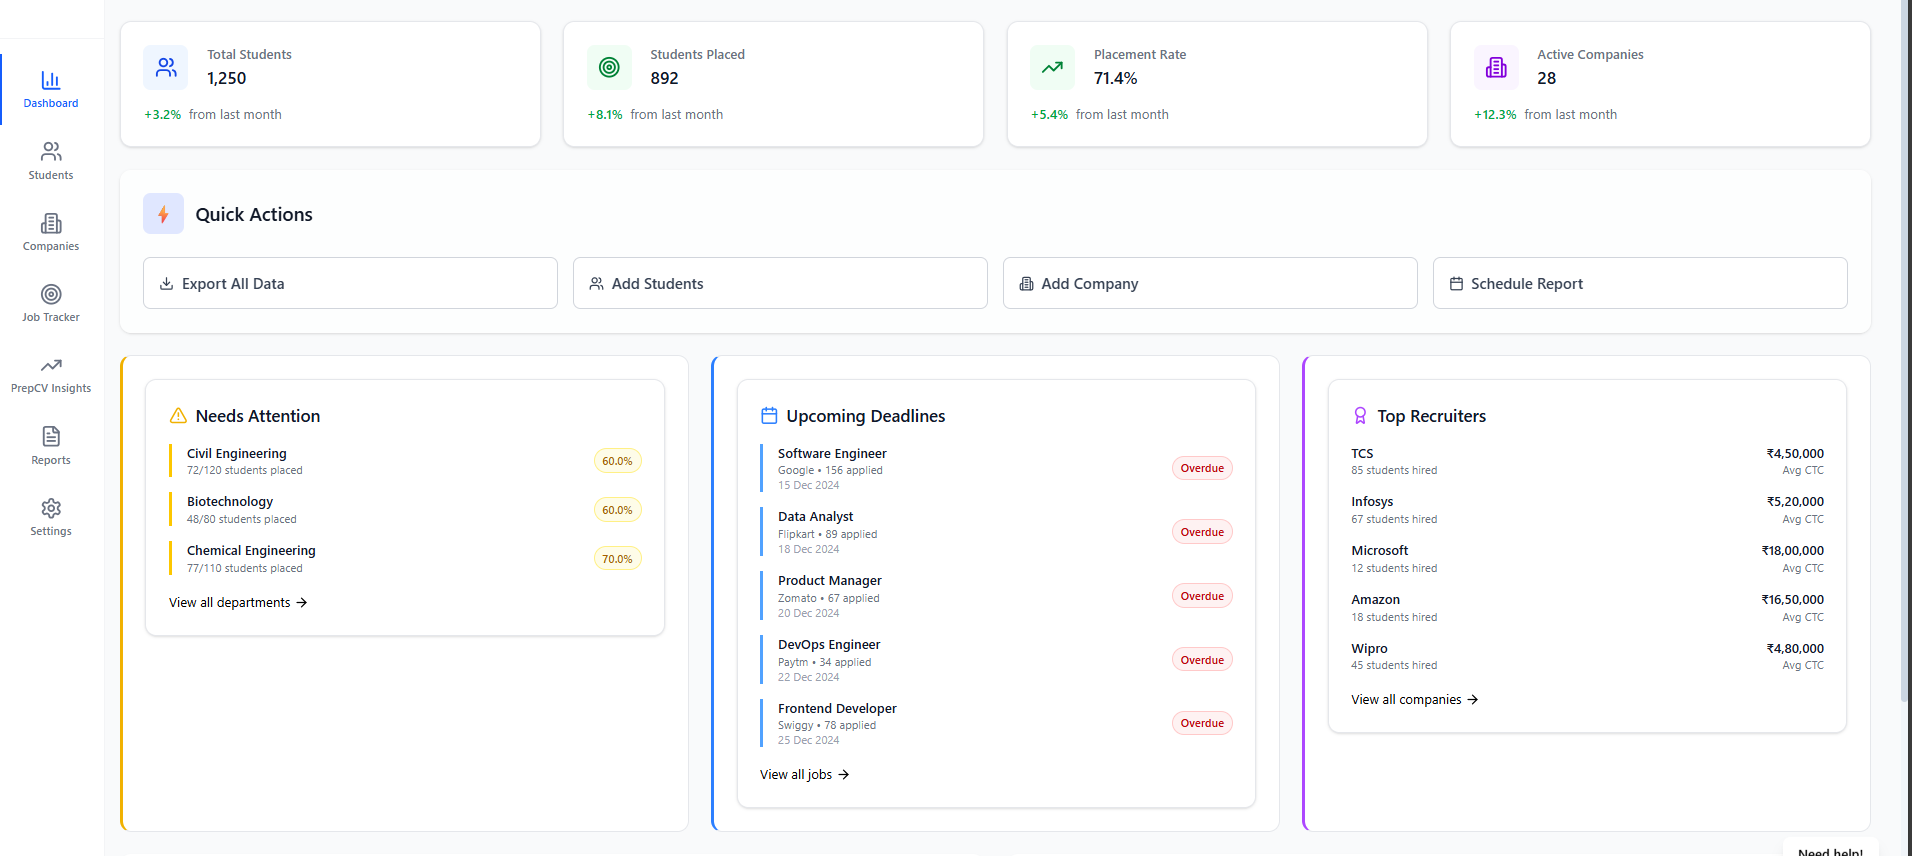 Dashboard
Students
Companies
Job Tracker
PrepCV Insights
Reports
Settings
Total Students
1,250
+3.2% from last month
Students Placed
892
+8.1% from last month
Placement Rate
71.4%
+5.4% from last month
Active Companies
28
+12.3% from last month
Quick Actions
Export All Data
Add Students
Add Company
Schedule Report
Needs Attention
Civil Engineering
72/120 students placed
60.0%
Biotechnology
48/80 students placed
60.0%
Chemical Engineering
77/110 students placed
70.0%
View all departments →
Upcoming Deadlines
Software Engineer
Google • 156 applied
15 Dec 2024
Overdue
Data Analyst
Flipkart • 89 applied
18 Dec 2024
Overdue
Product Manager
Zomato • 67 applied
20 Dec 2024
Overdue
DevOps Engineer
Paytm • 34 applied
22 Dec 2024
Overdue
Frontend Developer
Swiggy • 78 applied
25 Dec 2024
Overdue
View all jobs →
Top Recruiters
TCS
85 students hired
₹4,50,000
Avg CTC
Infosys
67 students hired
₹5,20,000
Avg CTC
Microsoft
12 students hired
₹18,00,000
Avg CTC
Amazon
18 students hired
₹16,50,000
Avg CTC
Wipro
45 students hired
₹4,80,000
Avg CTC
View all companies →
Need help!